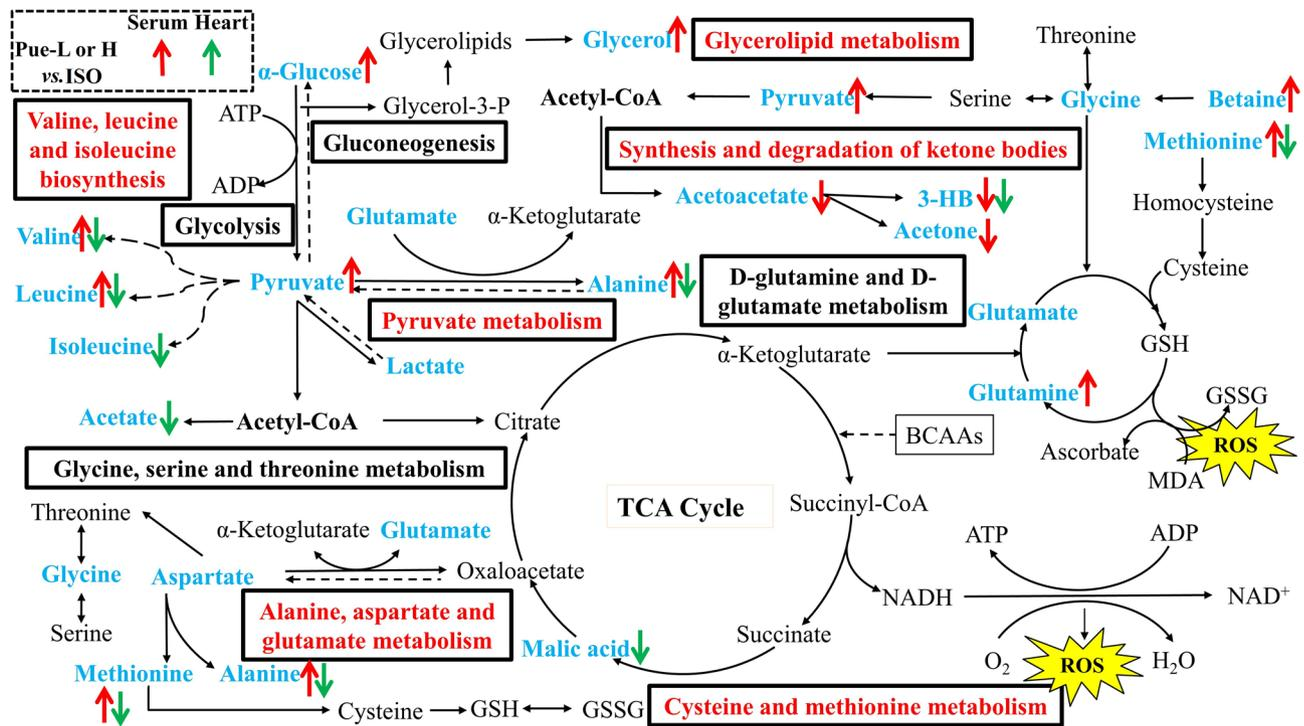 Serum Heart
Pue-L or H
vs.ISO
Glycerolipids
Glycerol
Glycerolipid metabolism
Threonine
α-Glucose
ATP
Glycerol-3-P
Acetyl-CoA
Pyruvate
Serine
Glycine
Betaine
Valine, leucine
and isoleucine
biosynthesis
Gluconeogenesis
Synthesis and degradation of ketone bodies
Methionine
ADP
Glycolysis
Glutamate
α-Ketoglutarate
Acetoacetate
3-HB
Acetone
Homocysteine
Valine
Leucine
Isoleucine
Pyruvate
Alanine
D-glutamine and D-
glutamate metabolism
Cysteine
Pyruvate metabolism
Lactate
α-Ketoglutarate
Glutamate
GSH
Glutamine
GSSG
Acetate
Acetyl-CoA
Citrate
BCAAs
Ascorbate
ROS
MDA
Glycine, serine and threonine metabolism
Threonine
TCA Cycle
Succinyl-CoA
α-Ketoglutarate
Glutamate
ATP
ADP
Glycine
Aspartate
Oxaloacetate
NADH
NAD⁺
Serine
Alanine, aspartate and
glutamate metabolism
Malic acid
Succinate
O₂
ROS
H₂O
Methionine
Alanine
Cysteine
GSH
GSSG
Cysteine and methionine metabolism